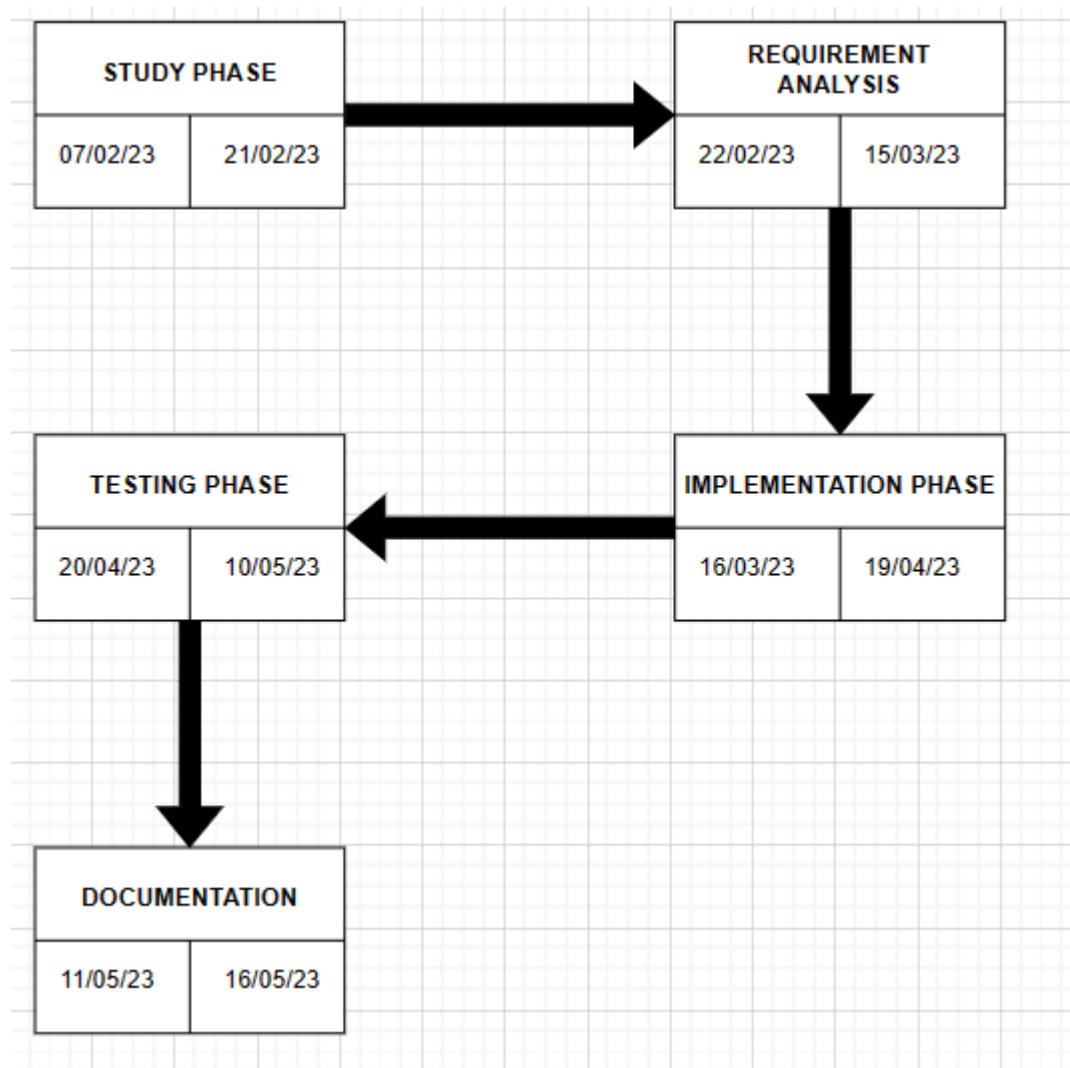 STUDY PHASE
07/02/23 21/02/23
REQUIREMENT
ANALYSIS
22/02/23 15/03/23
IMPLEMENTATION PHASE
16/03/23 19/04/23
TESTING PHASE
20/04/23 10/05/23
DOCUMENTATION
11/05/23 16/05/23